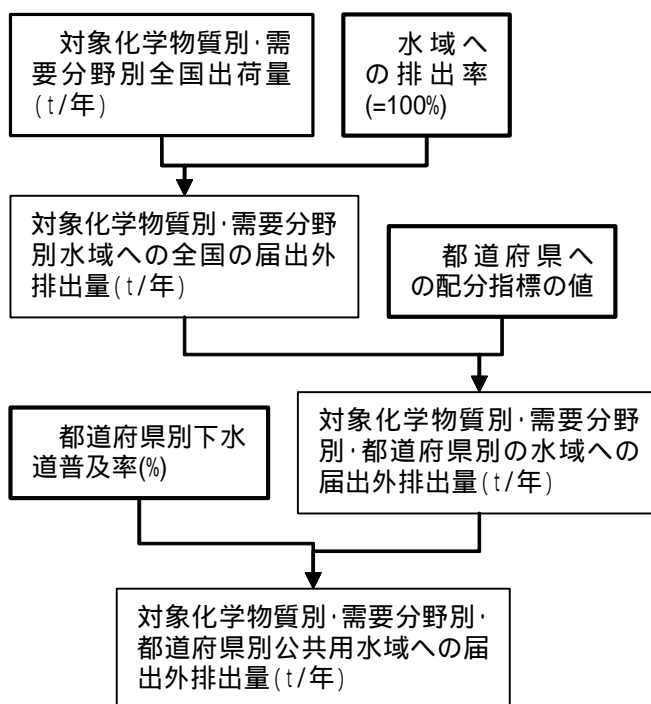 対象化学物質別･需
要分野別全国出荷量
(t/年)
水域へ
の排出率
(=100%)
対象化学物質別･需要分野
別水域への全国の届出外
排出量(t/年)
都道府県へ
の配分指標の値
都道府県別下水
道普及率(%)
対象化学物質別･需要分野
別･都道府県別の水域への
届出外排出量(t/年)
対象化学物質別･需要分野別･
都道府県別公共用水域への届
出外排出量(t/年)